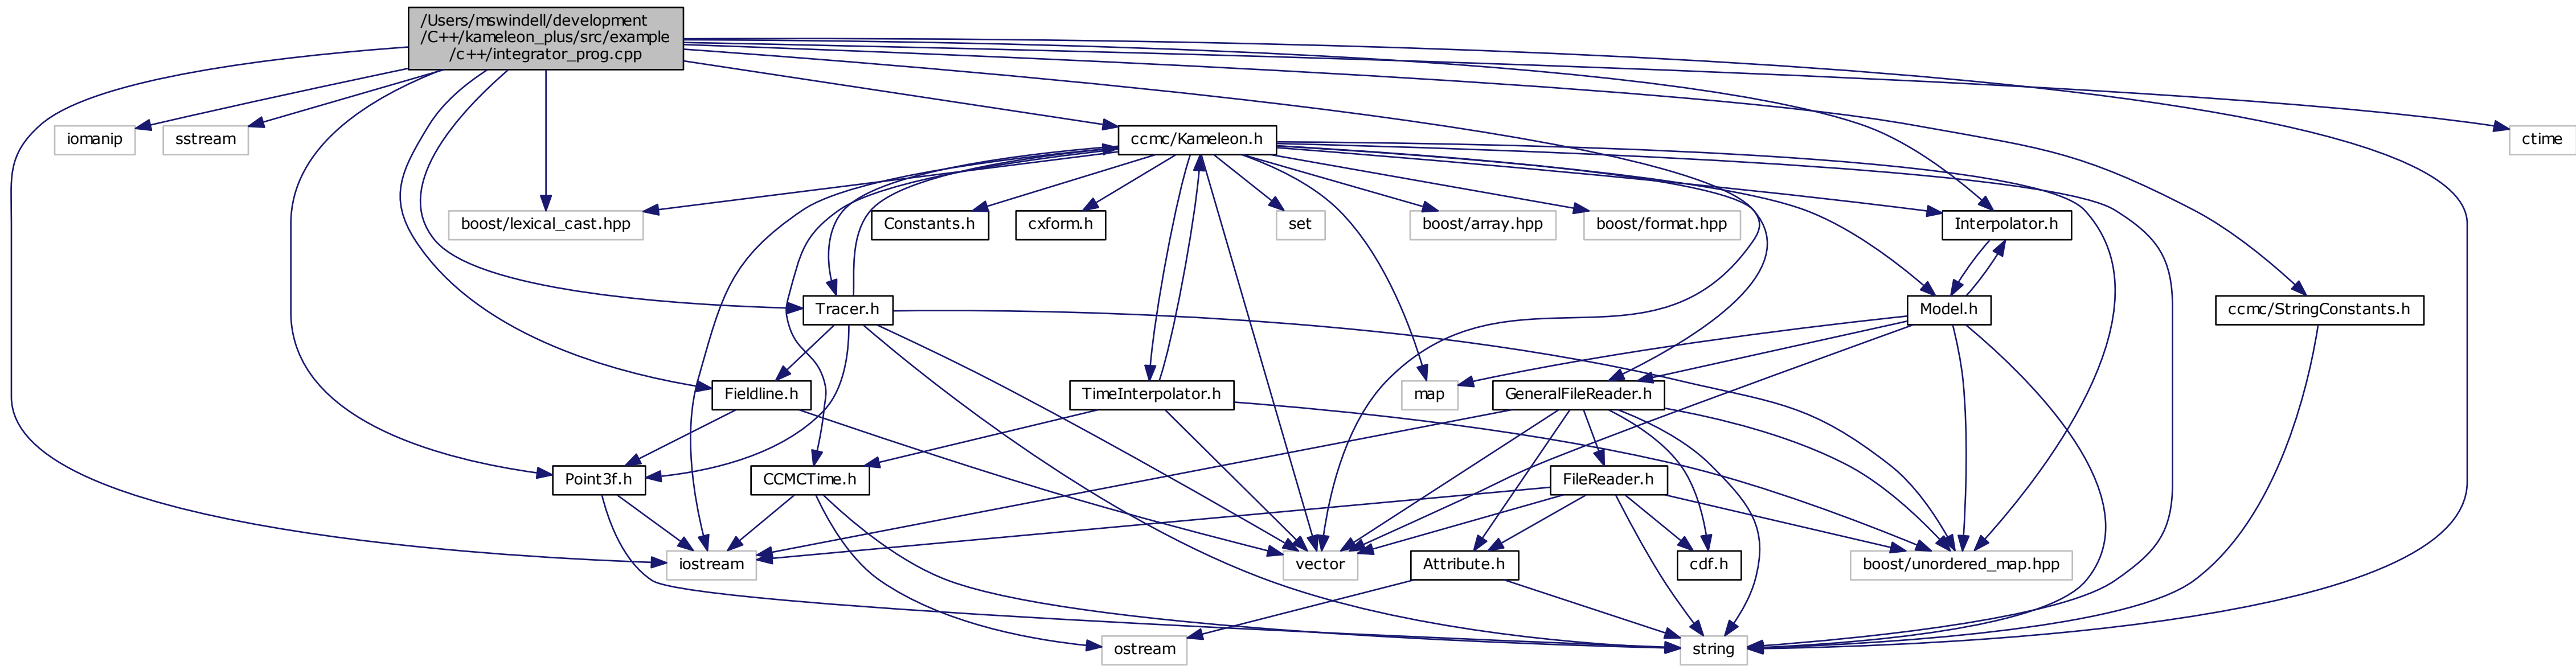 /Users/mswindell/development
/C++/kameleon_plus/src/example
/c++/integrator_prog.cpp
iomanip
sstream
ccmc/Kameleon.h
ctime
boost/lexical_cast.hpp
Constants.h
cxform.h
set
boost/array.hpp
boost/format.hpp
Interpolator.h
Tracer.h
Model.h
ccmc/StringConstants.h
Fieldline.h
TimeInterpolator.h
map
GeneralFileReader.h
Point3f.h
CCMCTime.h
FileReader.h
iostream
vector
Attribute.h
cdf.h
boost/unordered_map.hpp
ostream
string